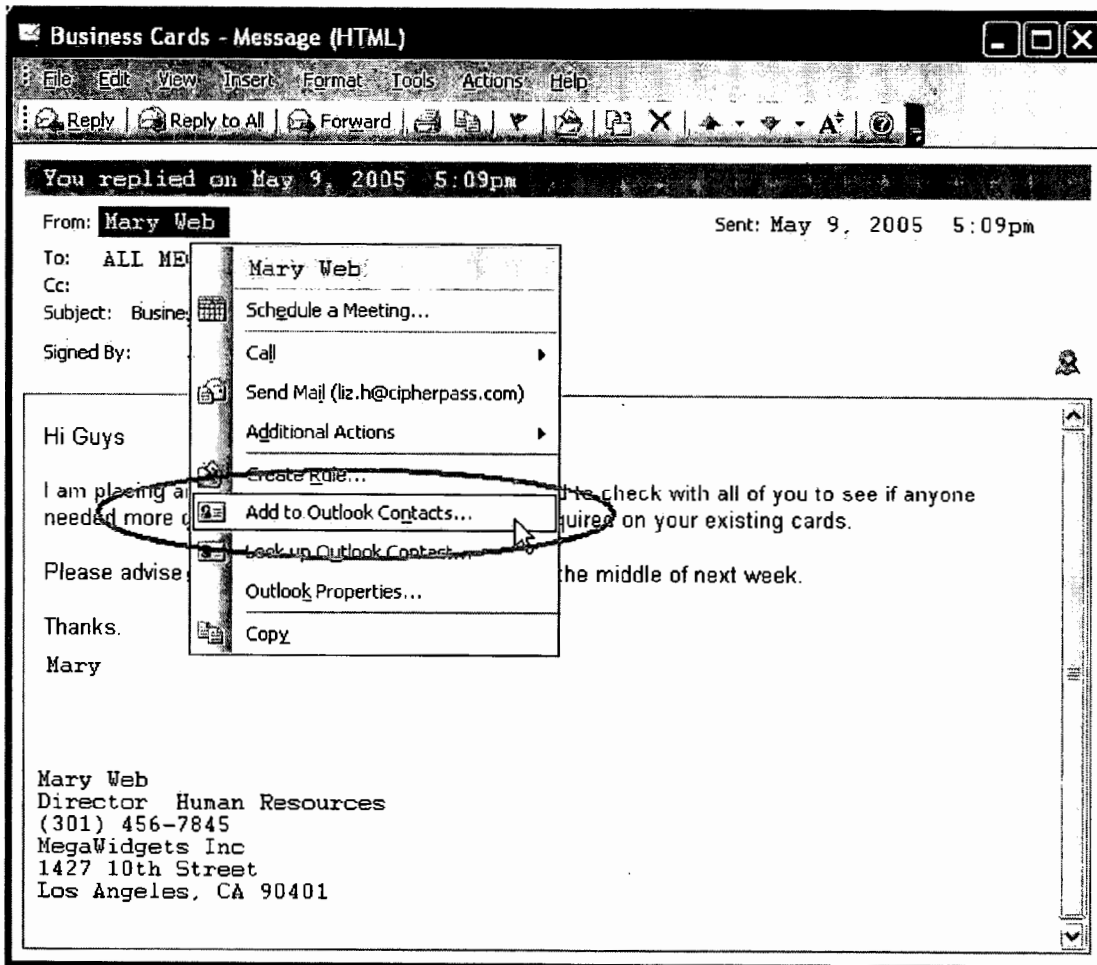 Business Cards - Message (HTML)
File Edit View Insert Format Tools Actions Help
Reply Reply to All Forward
You replied on May 9, 2005 5:09pm
From: Mary Web Sent: May 9, 2005 5:09pm
To: ALL
Cc:
Subject:
Signed By:
Mary Web
Schedule a Meeting...
Call
Send Mail (liz.h@cipherpass.com)
Additional Actions
Create Rule...
Add to Outlook Contacts...
Look up Outlook Contact...
Outlook Properties...
Copy
Hi Guys
I am placing to check with all of you to see if anyone
needed more on your existing cards.
Please advise the middle of next week.
Thanks.
Mary
Mary Web
Director Human Resources
(301) 456-7845
MegaWidgets Inc
1427 10th Street
Los Angeles, CA 90401